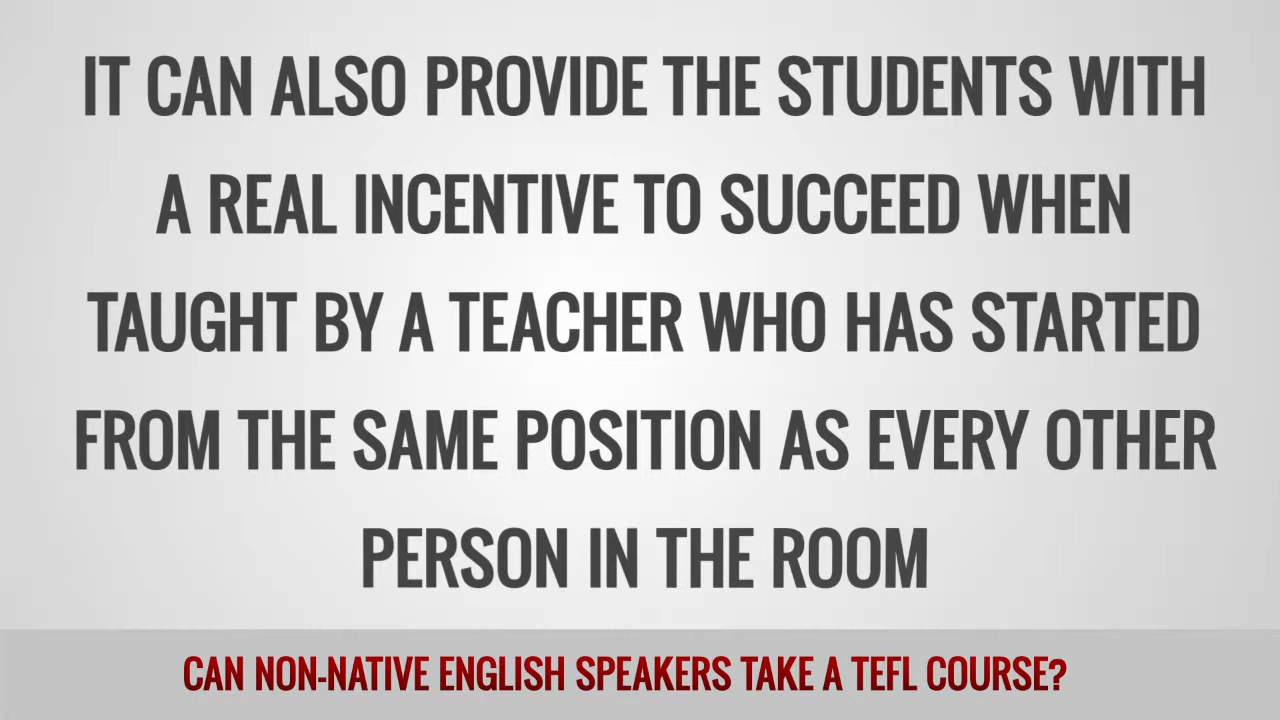 IT CAN ALSO PROVIDE THE STUDENTS WITH
A REAL INCENTIVE TO SUCCEED WHEN
TAUGHT BY A TEACHER WHO HAS STARTED
FROM THE SAME POSITION AS EVERY OTHER
PERSON IN THE ROOM
CAN NON-NATIVE ENGLISH SPEAKERS TAKE A TEFL COURSE?